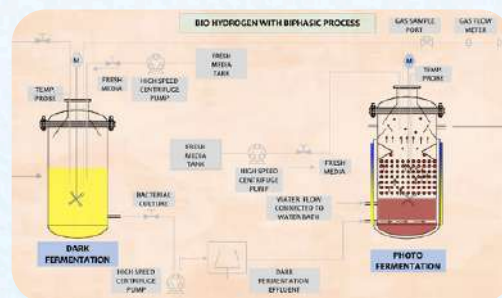 BIO HYDROGEN WITH BIPHASIC PROCESS
GAS SAMPLE
PORT
GAS FLOW
METER
M
TEMP.
PROBE
FRESH
MEDIA
HIGH SPEED
CENTRIFUGE
PUMP
FRESH
MEDIA
TANK
M
TEMP.
PROBE
FRESH
MEDIA
TANK
HIGH SPEED
CENTRIFUGE
PUMP
FRESH
MEDIA
BACTERIAL
CULTURE
WATER FLOW
CONNECTED TO
WATER BATH
DARK
FERMENTATION
HIGH SPEED
CENTRIFUGE
PUMP
DARK
FERMENTATION
EFFLUENT
PHOTO
FERMENTATION